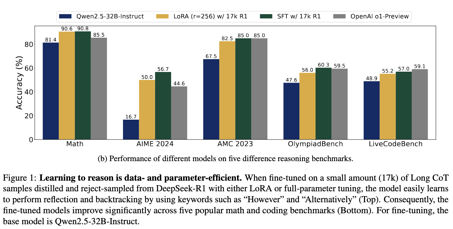 Qwen2.5-32B-Instruct LoRA (r=256) w/ 17k R1 SFT w/ 17k R1 OpenAI o1-Preview
Accuracy (%)
80
60
40
20
0
81.4 90.6 90.8 85.5
16.7 50.0 56.7 44.6
67.5 82.5 85.0 85.0
47.6 56.0 60.3 59.5
48.9 55.2 57.0 59.1
Math AIME 2024 AMC 2023 OlympiadBench LiveCodeBench
(b) Performance of different models on five difference reasoning benchmarks.
Figure 1: Learning to reason is data- and parameter-efficient. When fine-tuned on a small amount (17k) of Long CoT
samples distilled and reject-sampled from DeepSeek-R1 with either LoRA or full-parameter tuning, the model easily learns
to perform reflection and backtracking by using keywords such as “However” and “Alternatively” (Top). Consequently, the
fine-tuned models improve significantly across five popular math and coding benchmarks (Bottom). For fine-tuning, the
base model is Qwen2.5-32B-Instruct.